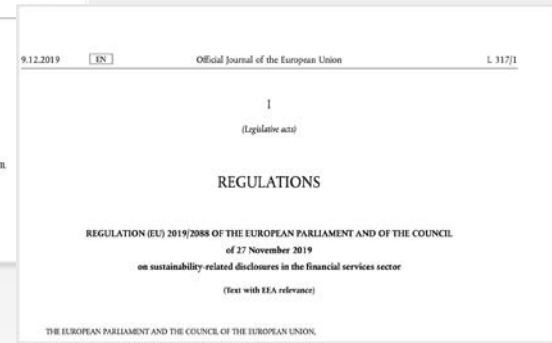 9.12.2019 EN Official Journal of the European Union L 317/1
I
(Legislative acts)
REGULATIONS
REGULATION (EU) 2019/2088 OF THE EUROPEAN PARLIAMENT AND OF THE COUNCIL
of 27 November 2019
on sustainability-related disclosures in the financial services sector
(Text with EEA relevance)
THE EUROPEAN PARLIAMENT AND THE COUNCIL OF THE EUROPEAN UNION,